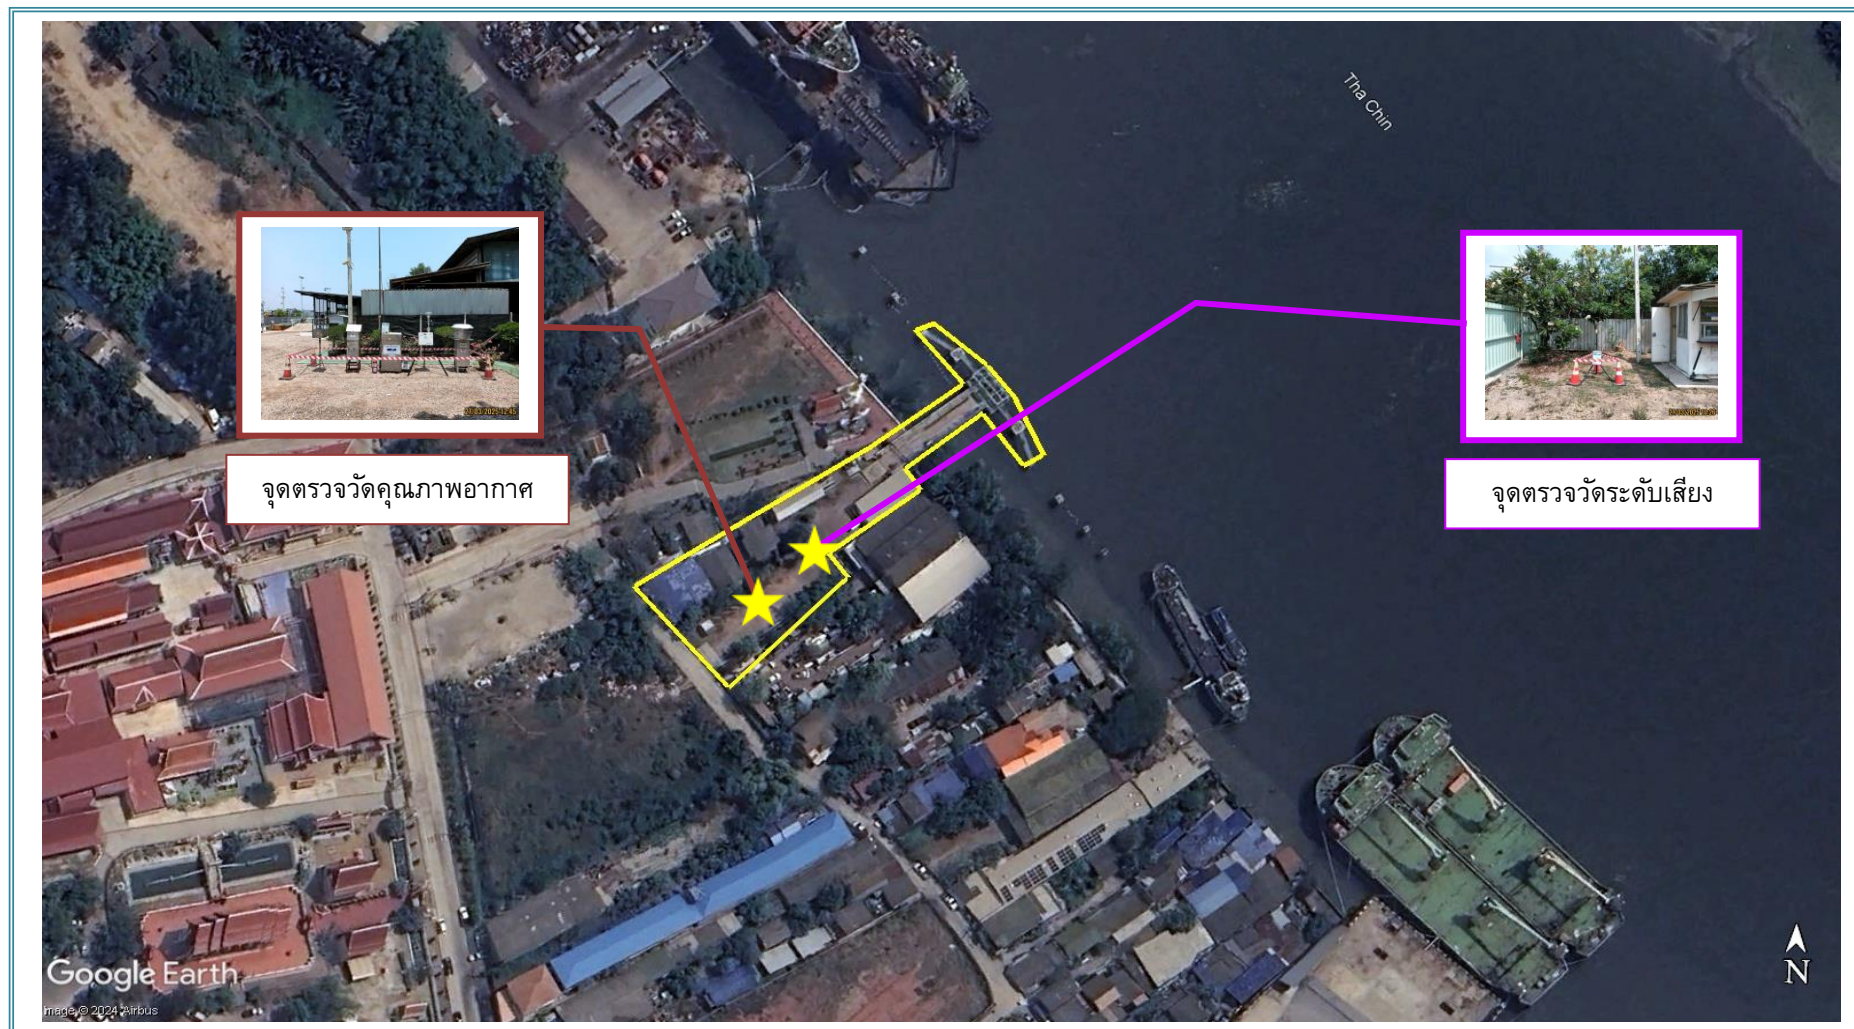 Tha Chin
จุดตรวจวัดคุณภาพอากาศ
จุดตรวจวัดระดับเสียง
Google Earth
Image © 2024 Airbus
N